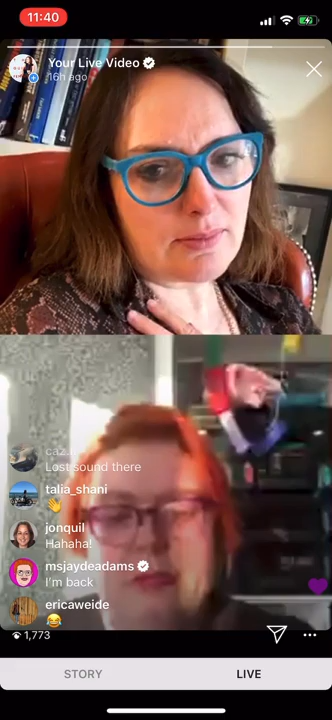 11:40
Your Live Video
16h ago
caz.t
Lost sound there
talia_shani
👋
jonquil
Hahaha!
msjaydeadams
I'm back
ericaweide
😂
1,773
STORY
LIVE